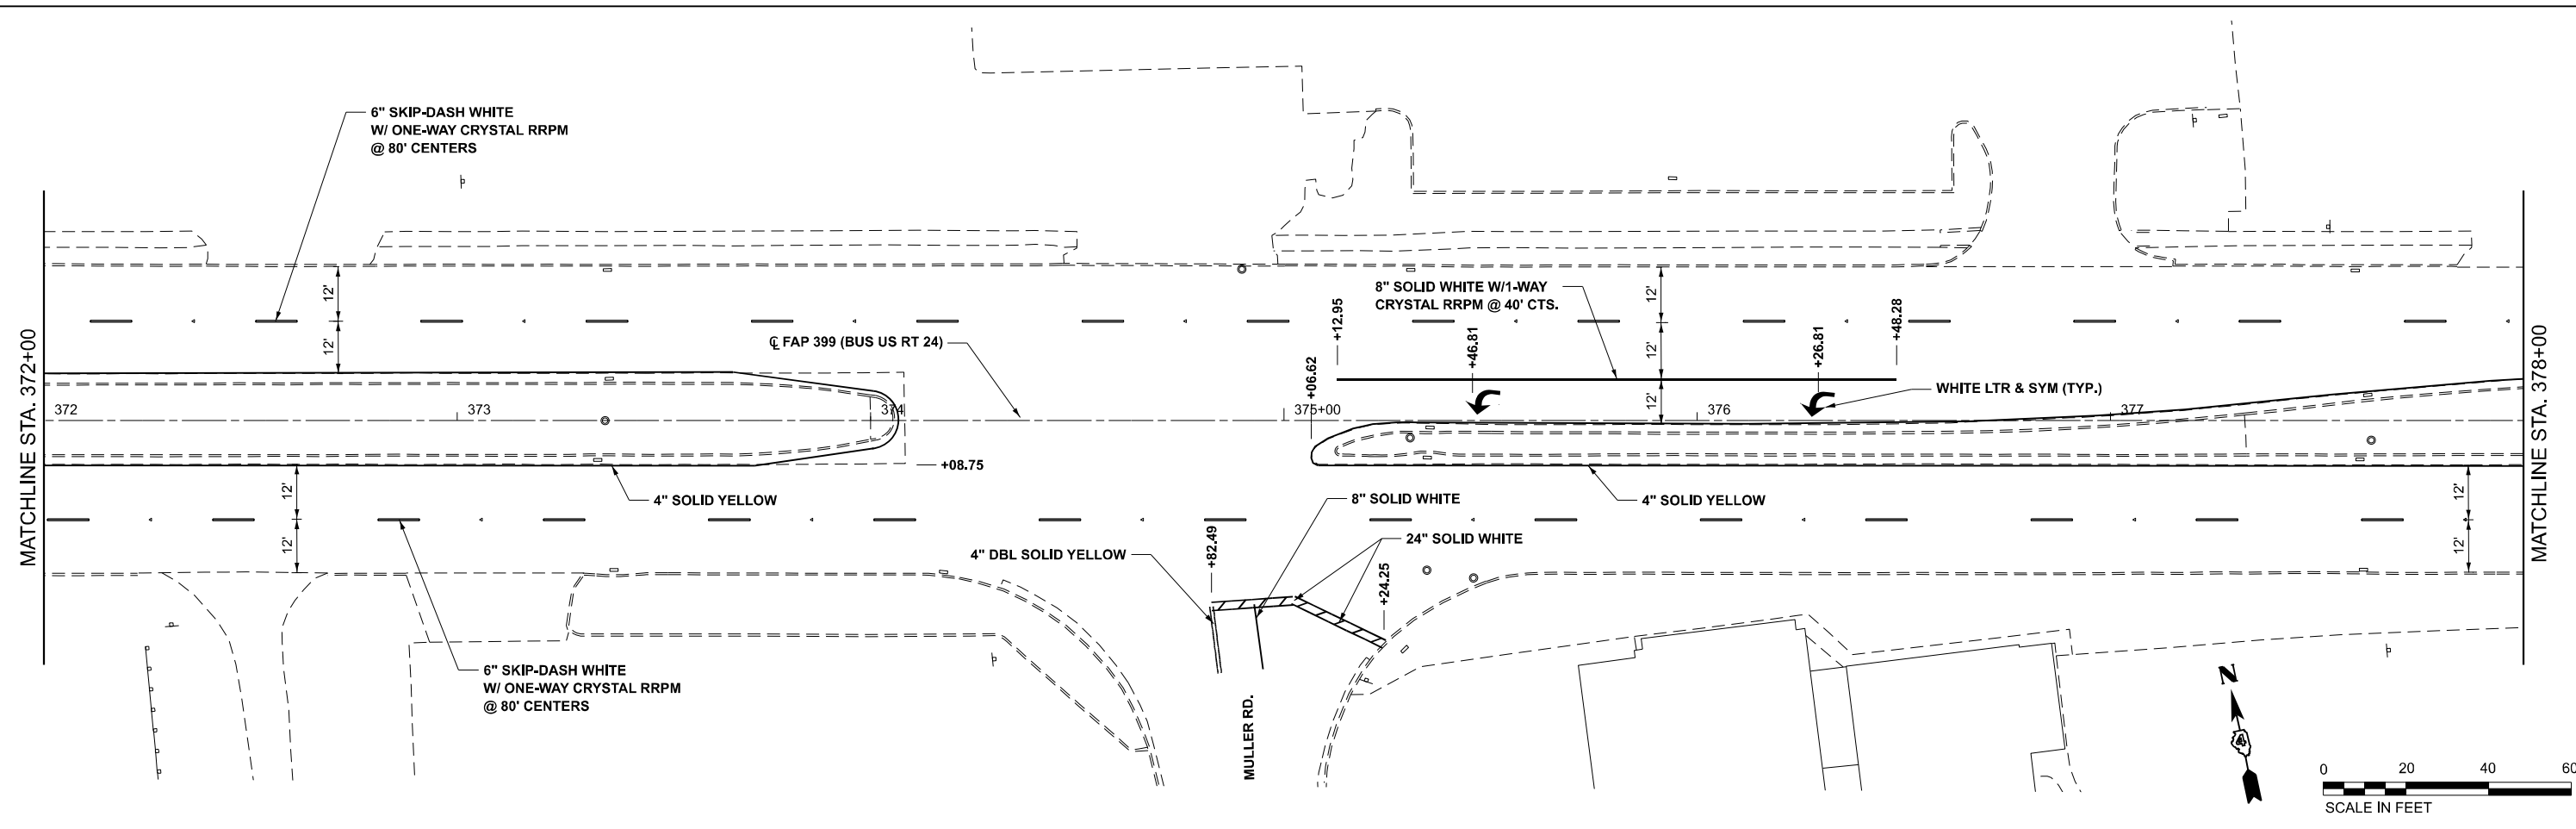 6" SKIP-DASH WHITE
W/ ONE-WAY CRYSTAL RRPM
@ 80' CENTERS
12'
12'
MATCHLINE STA. 372+00
372
373
374
℄ FAP 399 (BUS US RT 24)
+08.75
4" SOLID YELLOW
12'
12'
6" SKIP-DASH WHITE
W/ ONE-WAY CRYSTAL RRPM
@ 80' CENTERS
8" SOLID WHITE W/1-WAY
CRYSTAL RRPM @ 40' CTS.
+12.95
+06.62
+46.81
12'
12'
12'
+26.81
+48.28
WHITE LTR & SYM (TYP.)
375+00
376
377
4" SOLID YELLOW
8" SOLID WHITE
24" SOLID WHITE
4" DBL SOLID YELLOW
+82.49
+24.25
MULLER RD.
12'
12'
MATCHLINE STA. 378+00
N
4
0 20 40 60
SCALE IN FEET